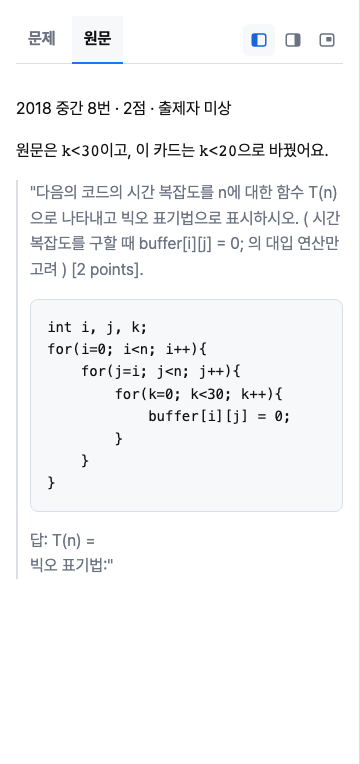 문제 원문
2018 중간 8번 · 2점 · 출제자 미상
원문은 k<30이고, 이 카드는 k<20으로 바꿨어요.
"다음의 코드의 시간 복잡도를 n에 대한 함수 T(n)
으로 나타내고 빅오 표기법으로 표시하시오. ( 시간
복잡도를 구할 때 buffer[i][j] = 0; 의 대입 연산만
고려 ) [2 points].
int i, j, k;
for(i=0; i<n; i++){
    for(j=i; j<n; j++){
        for(k=0; k<30; k++){
            buffer[i][j] = 0;
        }
    }
}
답: T(n) =
빅오 표기법:"